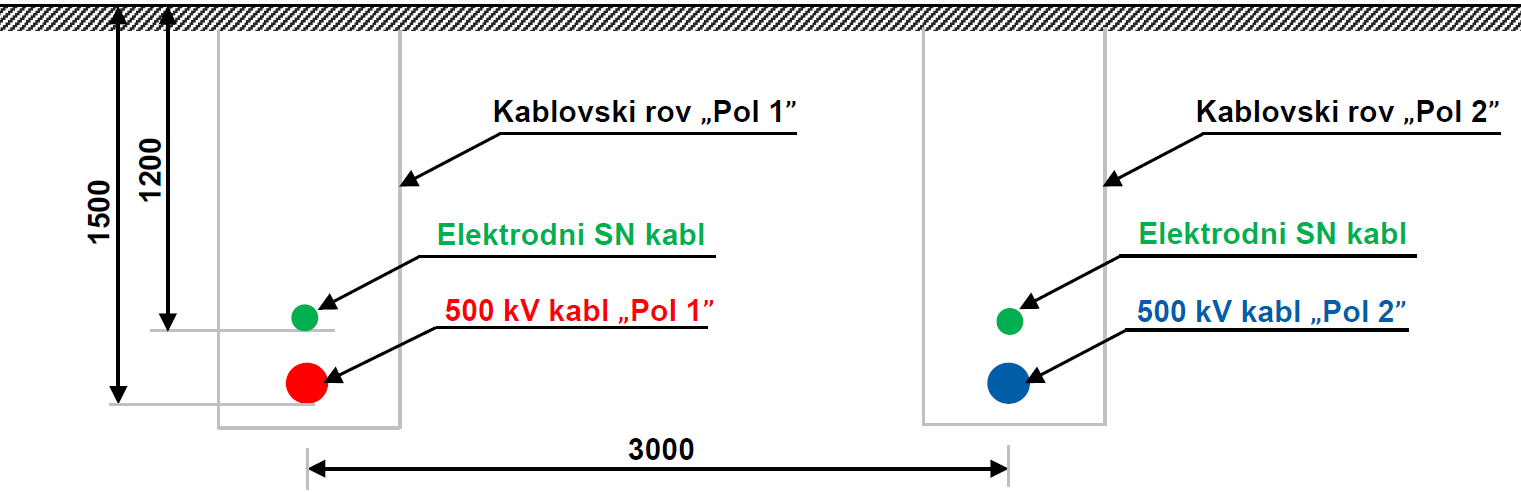 Kablovski rov „Pol 1”
Kablovski rov „Pol 2”
1200
1500
Elektrodni SN kabl
Elektrodni SN kabl
500 kV kabl „Pol 1”
500 kV kabl „Pol 2”
3000